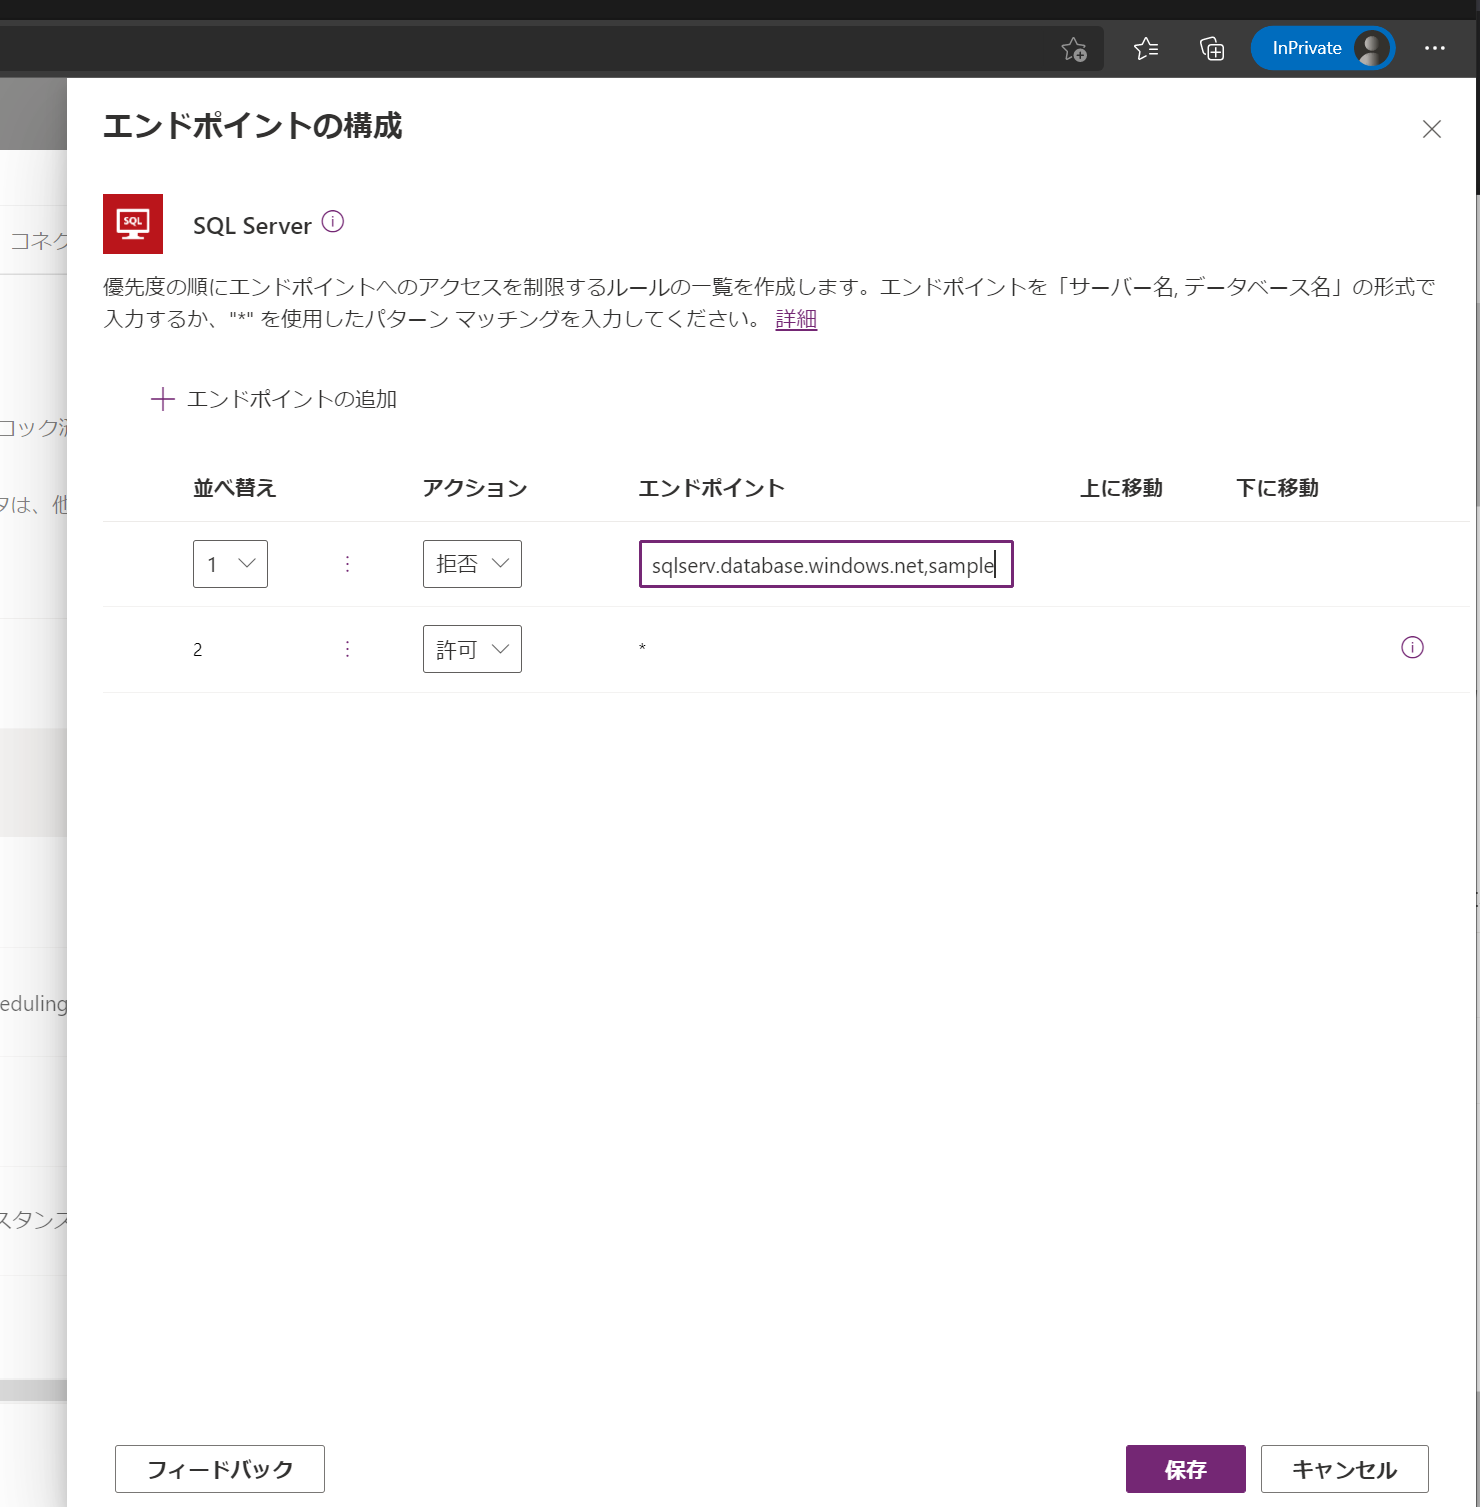 InPrivate
エンドポイントの構成
SQL
SQL Server
優先度の順にエンドポイントへのアクセスを制限するルールの一覧を作成します。エンドポイントを「サーバー名, データベース名」の形式で
入力するか、"*" を使用したパターン マッチングを入力してください。 詳細
コネク
エンドポイントの追加
ロック
並べ替え アクション エンドポイント 上に移動 下に移動
タは、他
1 拒否 sqlserv.database.windows.net,sample
2 許可 *
eduling
スタンス
フィードバック 保存 キャンセル